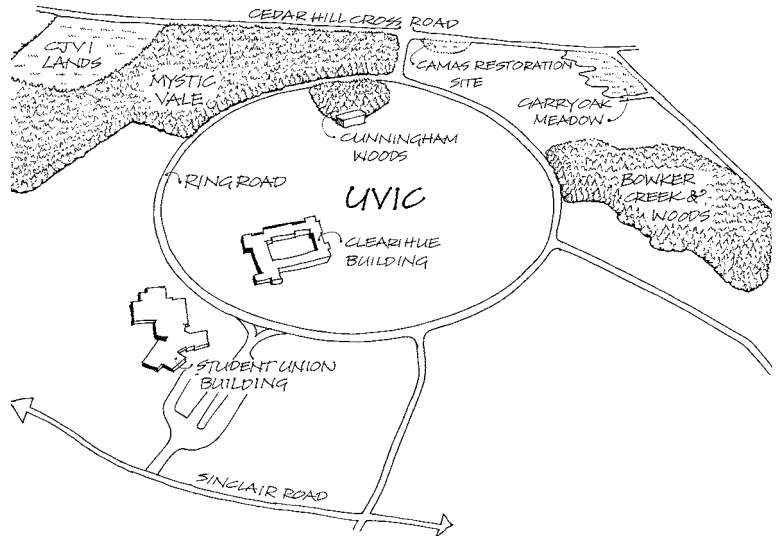 CEDAR HILL CROSS ROAD
CJVI
LANDS
MYSTIC
VALE
CAMAS RESTORATION
SITE
GARRY OAK
MEADOW
CUNNINGHAM
WOODS
RING ROAD
UVIC
BOWKER
CREEK &
WOODS
CLEARIHUE
BUILDING
STUDENT UNION
BUILDING
SINCLAIR ROAD